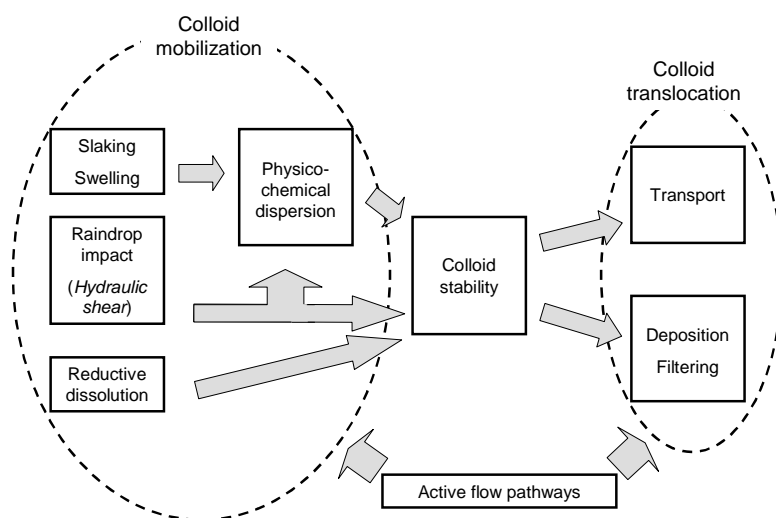 Colloid
mobilization
Colloid
translocation
Slaking
Swelling
Physico-
chemical
dispersion
Transport
Raindrop
impact
(Hydraulic
shear)
Colloid
stability
Deposition
Filtering
Reductive
dissolution
Active flow pathways